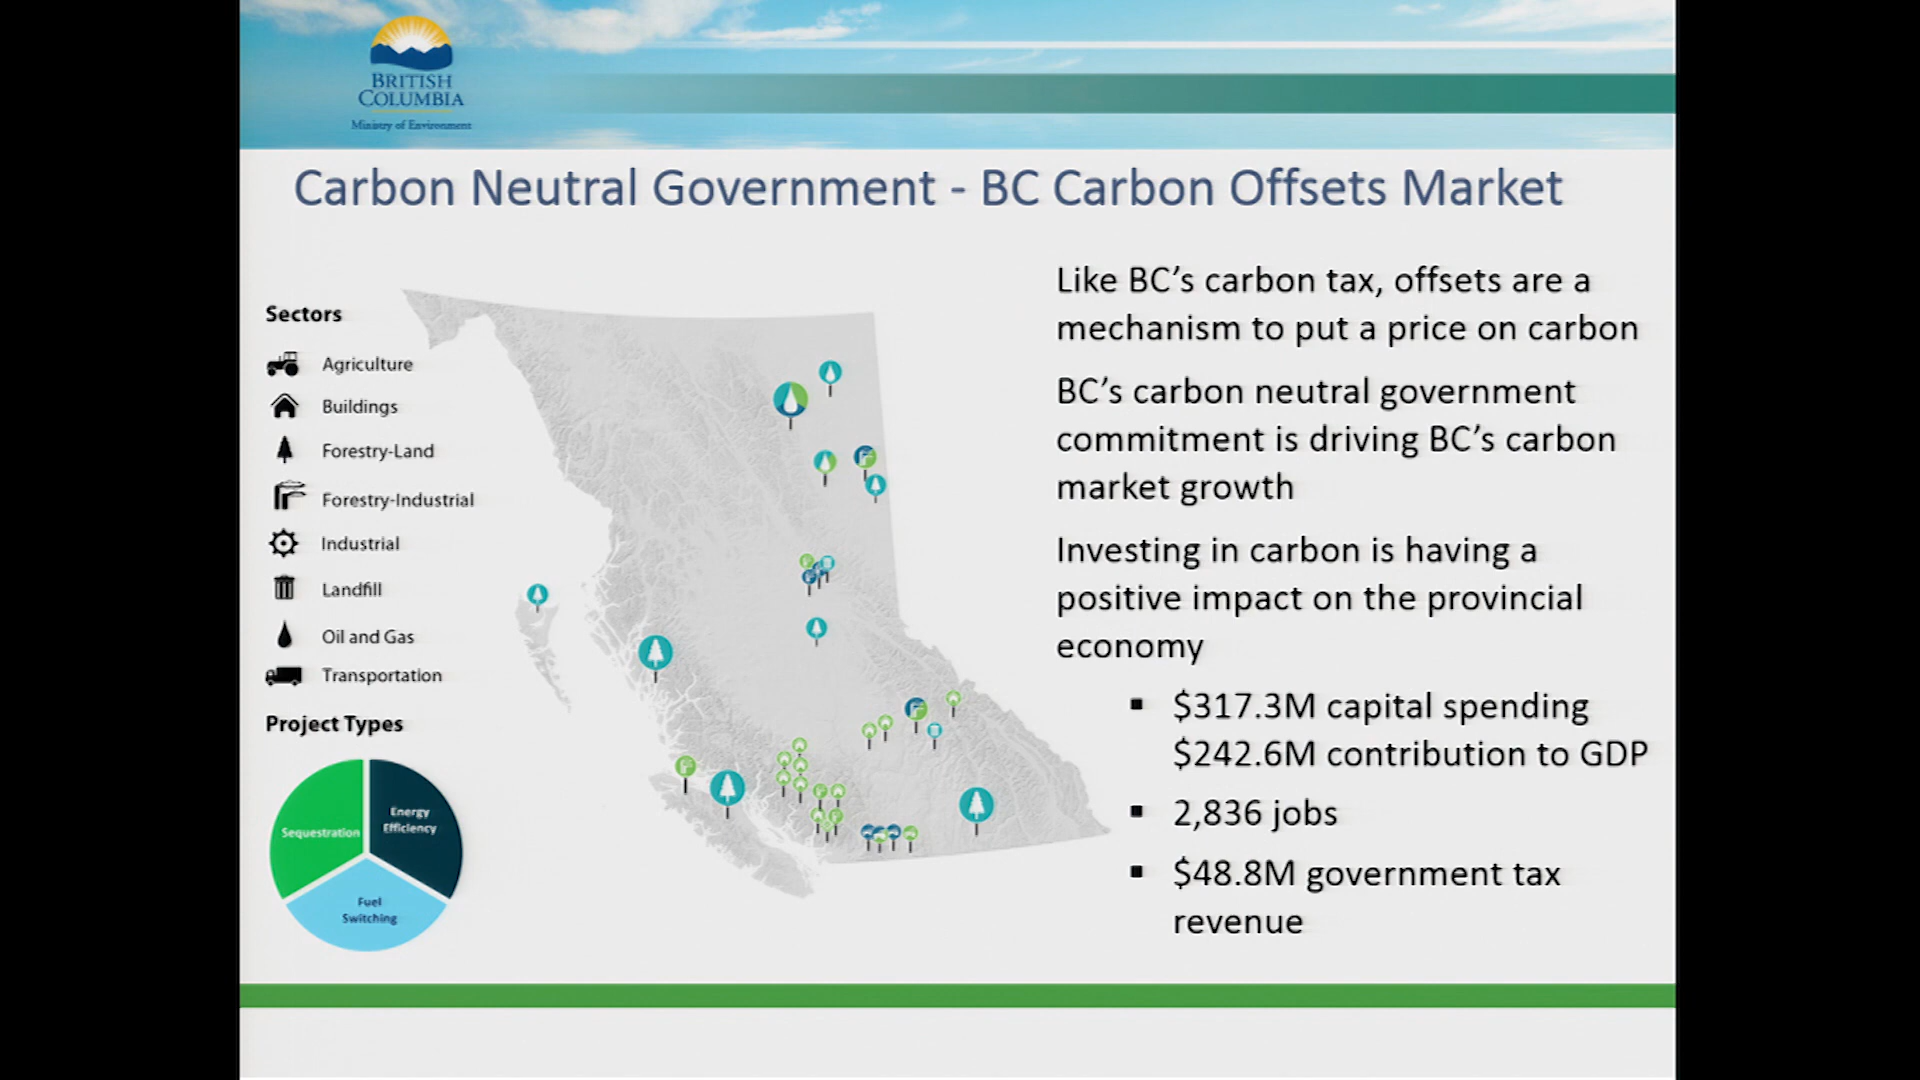 BRITISH
COLUMBIA
Ministry of Environment
Carbon Neutral Government - BC Carbon Offsets Market
Sectors
Agriculture
Buildings
Forestry-Land
Forestry-Industrial
Industrial
Landfill
Oil and Gas
Transportation
Project Types
Sequestration
Energy
Efficiency
Fuel
Switching
Like BC's carbon tax, offsets are a
mechanism to put a price on carbon
BC's carbon neutral government
commitment is driving BC's carbon
market growth
Investing in carbon is having a
positive impact on the provincial
economy
▪ $317.3M capital spending
$242.6M contribution to GDP
▪ 2,836 jobs
▪ $48.8M government tax
revenue